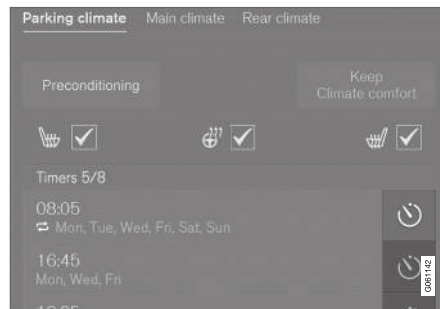 Parking climate Main climate Rear climate
Preconditioning
Keep
Climate comfort
Timers 5/8
08:05
Mon, Tue, Wed, Fri, Sat, Sun
16:45
Mon, Wed, Fri
G061142